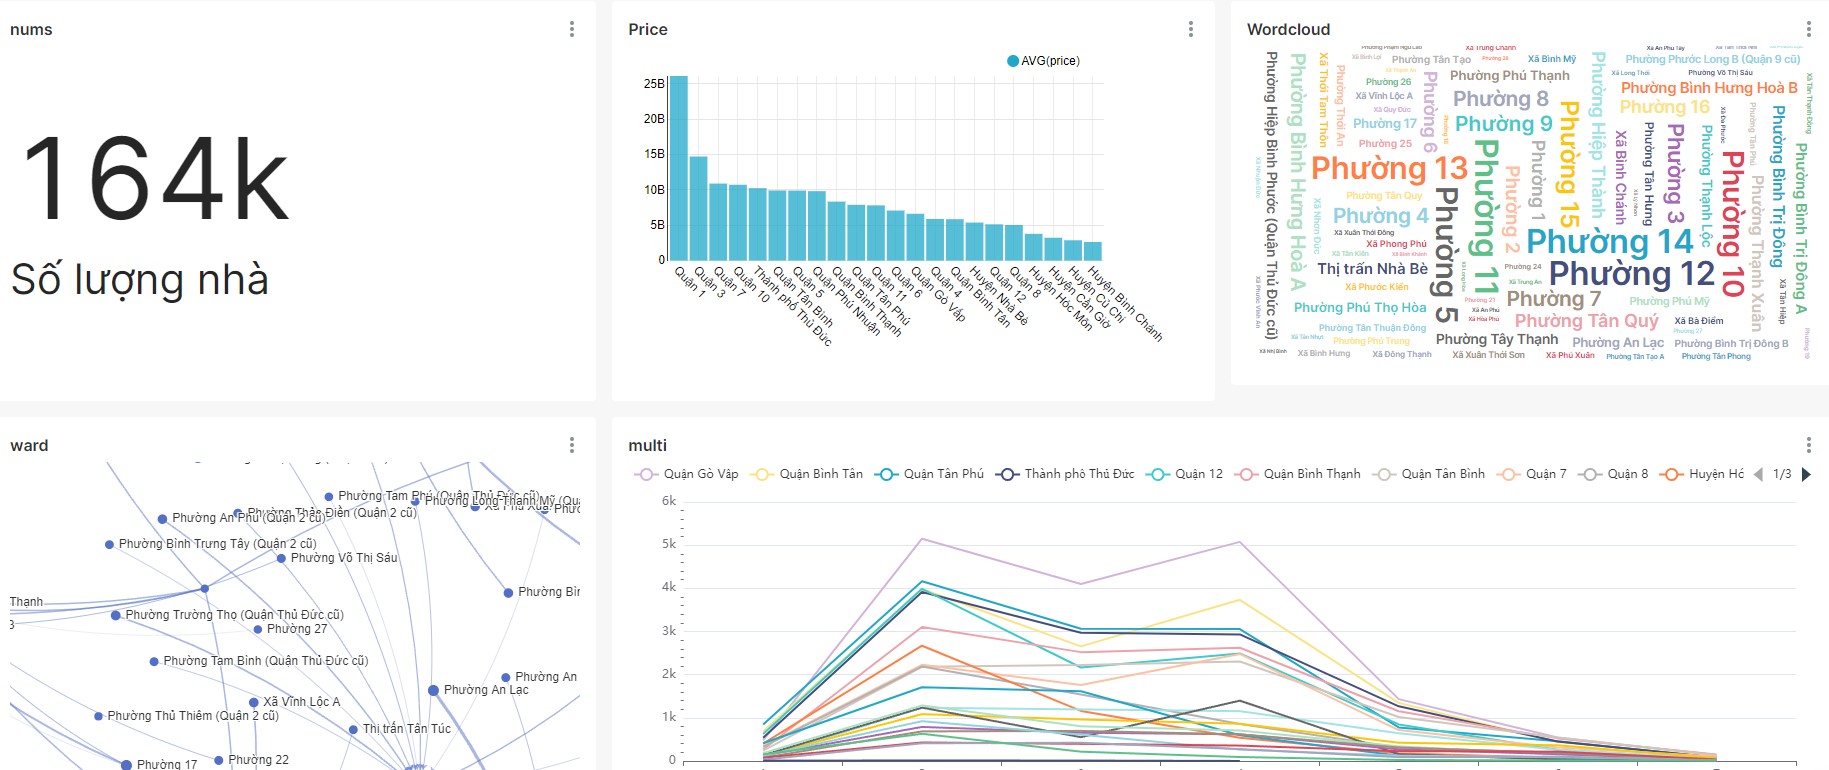 nums
164k
Số lượng nhà
Price
AVG(price)
25B
20B
15B
10B
5B
0
Quận 1
Quận 3
Quận 7
Quận 10
Thành phố Thủ Đức
Quận Tân Bình
Quận 5
Quận Phú Nhuận
Quận Bình Thạnh
Quận Tân Phú
Quận 11
Quận 6
Quận Gò Vấp
Quận 4
Quận Bình Tân
Huyện Nhà Bè
Quận 12
Quận 8
Huyện Hóc Môn
Huyện Cần Giờ
Huyện Củ Chi
Huyện Bình Chánh
Wordcloud
Xã Trung Chánh
Phường Tân Tạo
Phường 28
Xã Bình Mỹ
Phường Phước Long B (Quận 9 cũ)
Phường Phú Thạnh
Xã Long Thới
Phường Võ Thị Sáu
Phường 26
Xã Vĩnh Lộc A
Phường 8
Phường Bình Hưng Hoà B
Phường 16
Xã Quy Đức
Phường 17
Phường 9
Phường 25
Phường 13
Phường Hiệp Bình Phước (Quận Thủ Đức cũ)
Phường Bình Hưng Hoà A
Xã Thới Tam Thôn
Phường Thới An
Phường 6
Phường 15
Phường Hiệp Thành
Phường 11
Phường 2
Phường 1
Xã Bình Chánh
Phường Tân Hưng
Phường 3
Phường Thạnh Lộc
Phường 10
Phường Tân Phú
Phường Thạnh Xuân
Phường Bình Trị Đông
Phường Bình Trị Đông A
Xã Tân Thạnh Đông
Phường Tân Quy
Phường 4
Xã Nhơn Đức
Xã Xuân Thới Đông
Xã Phong Phú
Xã Tân Kiên
Phường 5
Phường 14
Thị trấn Nhà Bè
Phường 24
Phường 12
Xã Trung An
Xã Phước Kiển
Phường 21
Phường 7
Phường Phú Mỹ
Xã Tân Hiệp
Phường Phú Thọ Hòa
Xã An Phú
Xã Hòa Phú
Phường Tân Quý
Xã Bà Điểm
Phường Tân Thuận Đông
Phường 27
Xã Tân Nhựt
Phường Phú Trung
Phường Tây Thạnh
Phường An Lạc
Phường Bình Trị Đông B
Xã Nhị Bình
Xã Bình Hưng
Xã Đông Thạnh
Xã Xuân Thới Sơn
Xã Phú Xuân
Phường Tân Tạo A
Phường Tân Phong
ward
Phường Tam Phú (Quận Thủ Đức cũ)
Phường Long Thạnh Mỹ (Qu
Phường Thảo Điền (Quận 2 cũ)
Phường An Phú (Quận 2 cũ)
Phường Bình Trưng Tây (Quận 2 cũ)
Phường Võ Thị Sáu
Phường Bìn
Thạnh
Phường Trường Thọ (Quận Thủ Đức cũ)
3
Phường 27
Phường Tam Bình (Quận Thủ Đức cũ)
Phường An
Phường An Lạc
Xã Vĩnh Lộc A
Phường Thủ Thiêm (Quận 2 cũ)
Thị trấn Tân Túc
Phường 22
Phường 17
multi
Quận Gò Vấp
Quận Bình Tân
Quận Tân Phú
Thành phố Thủ Đức
Quận 12
Quận Bình Thạnh
Quận Tân Bình
Quận 7
Quận 8
Huyện Hó
1/3
6k
5k
4k
3k
2k
1k
0